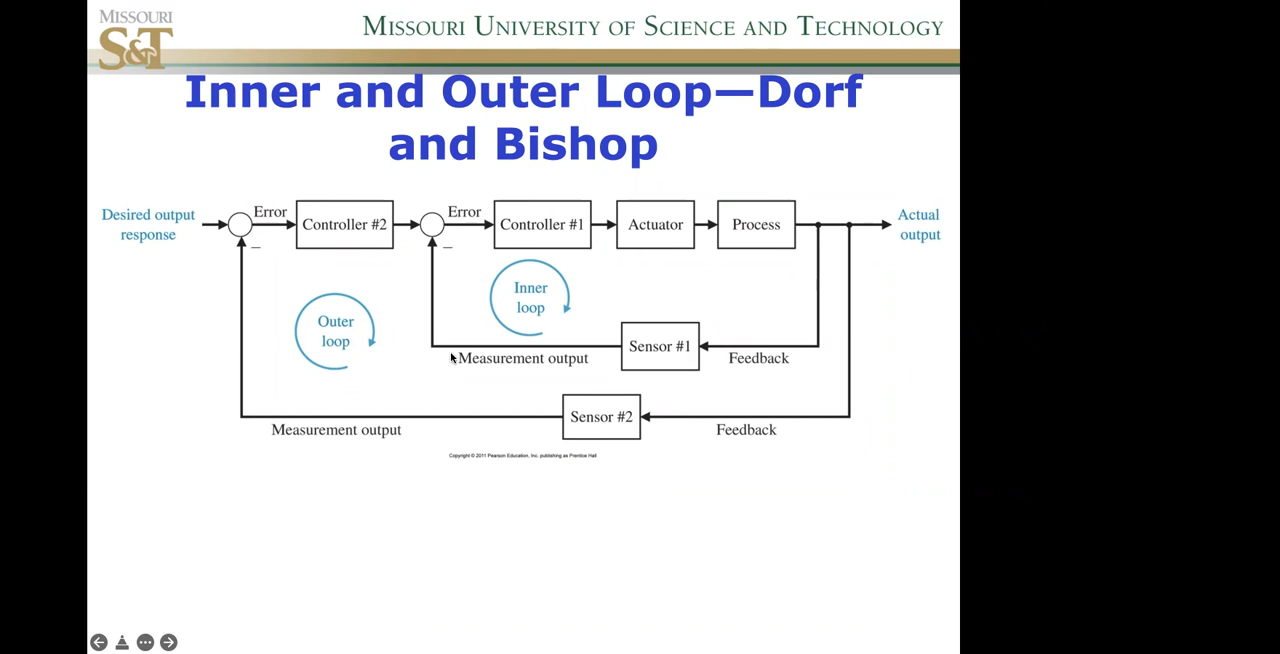 MISSOURI
S&T
MISSOURI UNIVERSITY OF SCIENCE AND TECHNOLOGY
Inner and Outer Loop—Dorf
and Bishop
Desired output
response
Error
–
Controller #2
Error
–
Controller #1
Actuator
Process
Actual
output
Inner
loop
Outer
loop
Sensor #1
Measurement output
Feedback
Sensor #2
Measurement output
Feedback
Copyright © 2011 Pearson Education, Inc. publishing as Prentice Hall